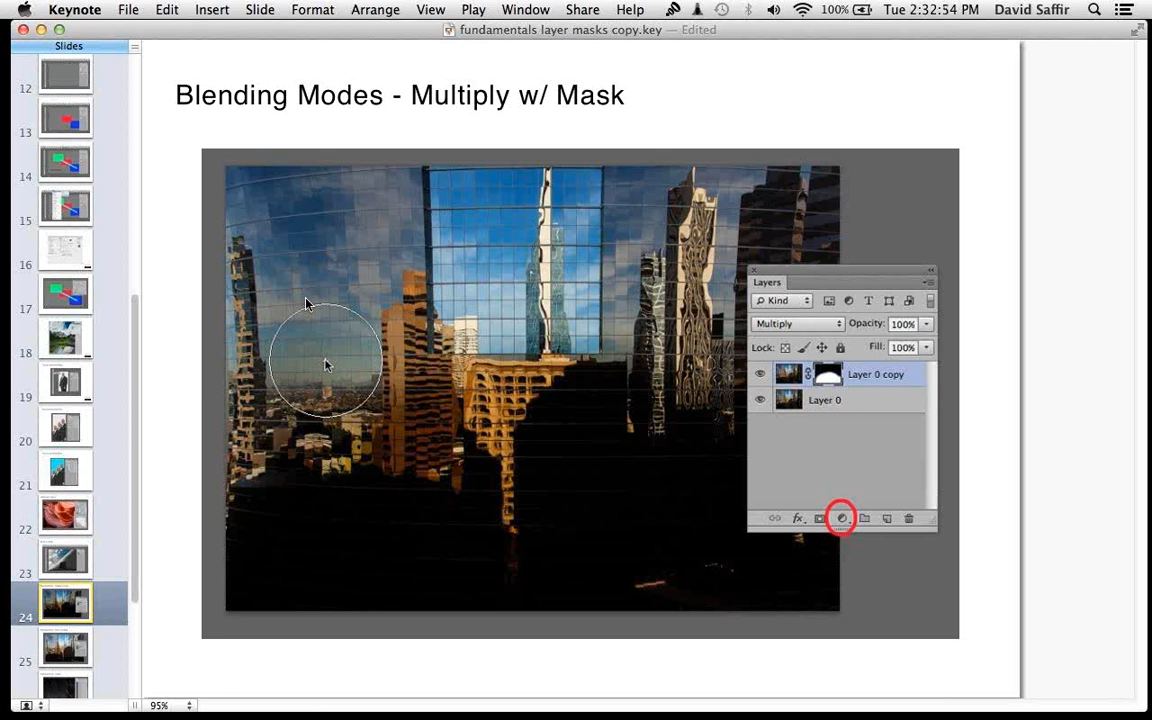 Keynote File Edit Insert Slide Format Arrange View Play Window Share Help 100% Tue 2:32:54 PM David Saffir
fundamentals layer masks copy.key — Edited
Slides
12
13
14
15
16
17
18
19
20
21
22
23
24
25
Blending Modes - Multiply w/ Mask
Layers
Kind
Multiply Opacity: 100%
Lock: Fill: 100%
Layer 0 copy
Layer 0
fx
95%